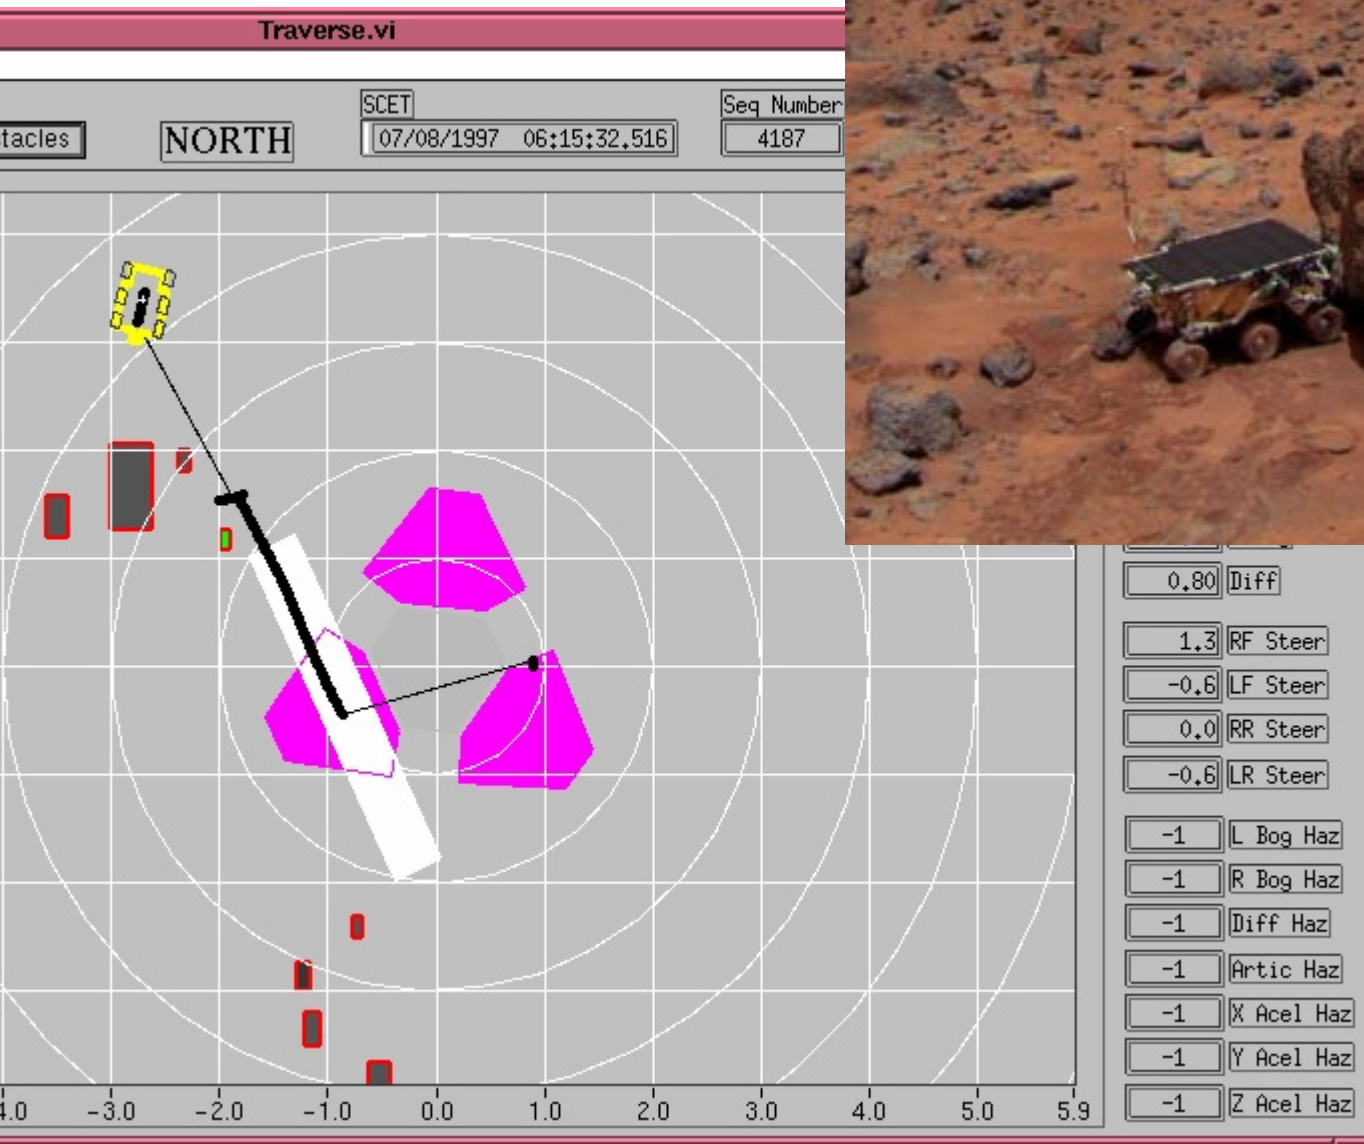 Traverse.vi
tacles
NORTH
SCET
07/08/1997 06:15:32.516
Seq Number
4187
0.80 Diff
1.3 RF Steer
-0.6 LF Steer
0.0 RR Steer
-0.6 LR Steer
-1 L Bog Haz
-1 R Bog Haz
-1 Diff Haz
-1 Artic Haz
-1 X Acel Haz
-1 Y Acel Haz
-1 Z Acel Haz
4.0 -3.0 -2.0 -1.0 0.0 1.0 2.0 3.0 4.0 5.0 5.9